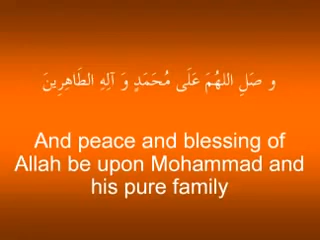 و صَلِ اللهُمَ عَلَى مُحَمَدٍ وَ آلِهِ الطَاهِرِينَ
And peace and blessing of
Allah be upon Mohammad and
his pure family